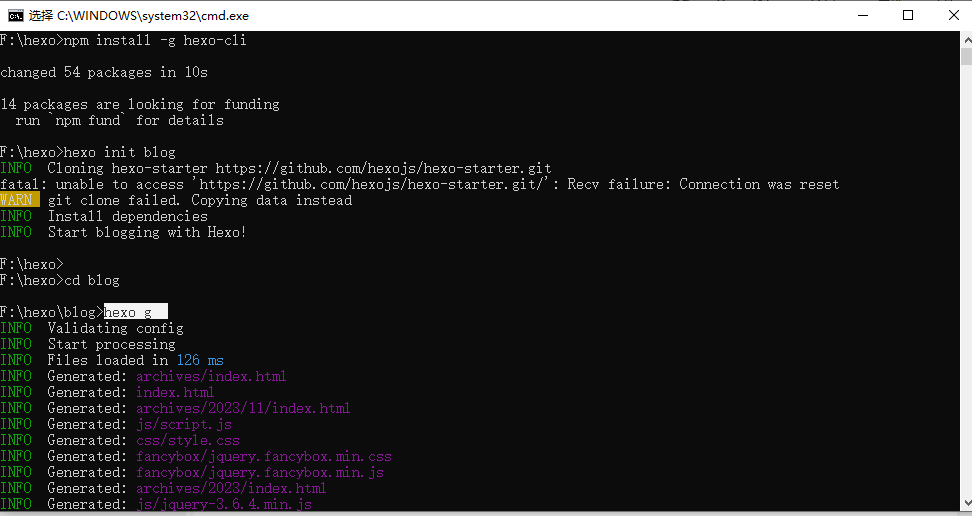 选择 C:\WINDOWS\system32\cmd.exe
F:\hexo>npm install -g hexo-cli
changed 54 packages in 10s
14 packages are looking for funding
run `npm fund` for details
F:\hexo>hexo init blog
INFO  Cloning hexo-starter https://github.com/hexojs/hexo-starter.git
fatal: unable to access 'https://github.com/hexojs/hexo-starter.git/': Recv failure: Connection was reset
WARN  git clone failed. Copying data instead
INFO  Install dependencies
INFO  Start blogging with Hexo!
F:\hexo>
F:\hexo>cd blog
F:\hexo\blog>hexo g
INFO  Validating config
INFO  Start processing
INFO  Files loaded in 126 ms
INFO  Generated: archives/index.html
INFO  Generated: index.html
INFO  Generated: archives/2023/11/index.html
INFO  Generated: js/script.js
INFO  Generated: css/style.css
INFO  Generated: fancybox/jquery.fancybox.min.css
INFO  Generated: fancybox/jquery.fancybox.min.js
INFO  Generated: archives/2023/index.html
INFO  Generated: js/jquery-3.6.4.min.js